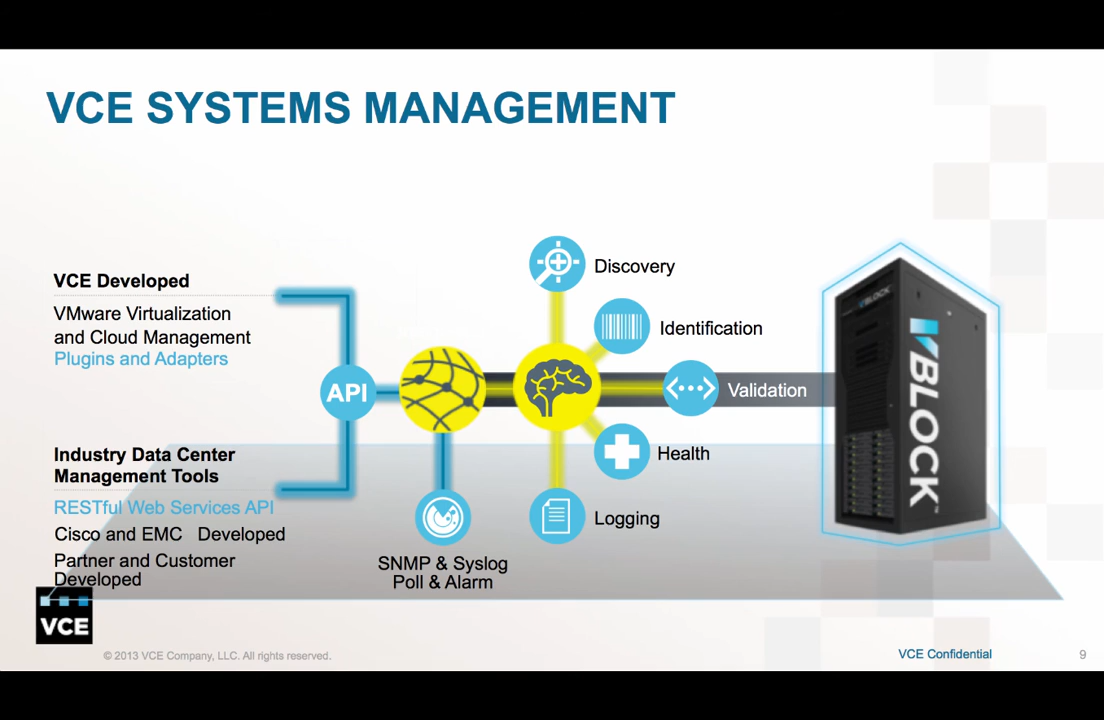 VCE SYSTEMS MANAGEMENT
VCE Developed
VMware Virtualization
and Cloud Management
Plugins and Adapters
Industry Data Center
Management Tools
RESTful Web Services API
Cisco and EMC Developed
Partner and Customer
Developed
API
SNMP & Syslog
Poll & Alarm
Discovery
Identification
Validation
Health
Logging
VBLOCK
VBLOCK™
VCE
© 2013 VCE Company, LLC. All rights reserved.
VCE Confidential
9